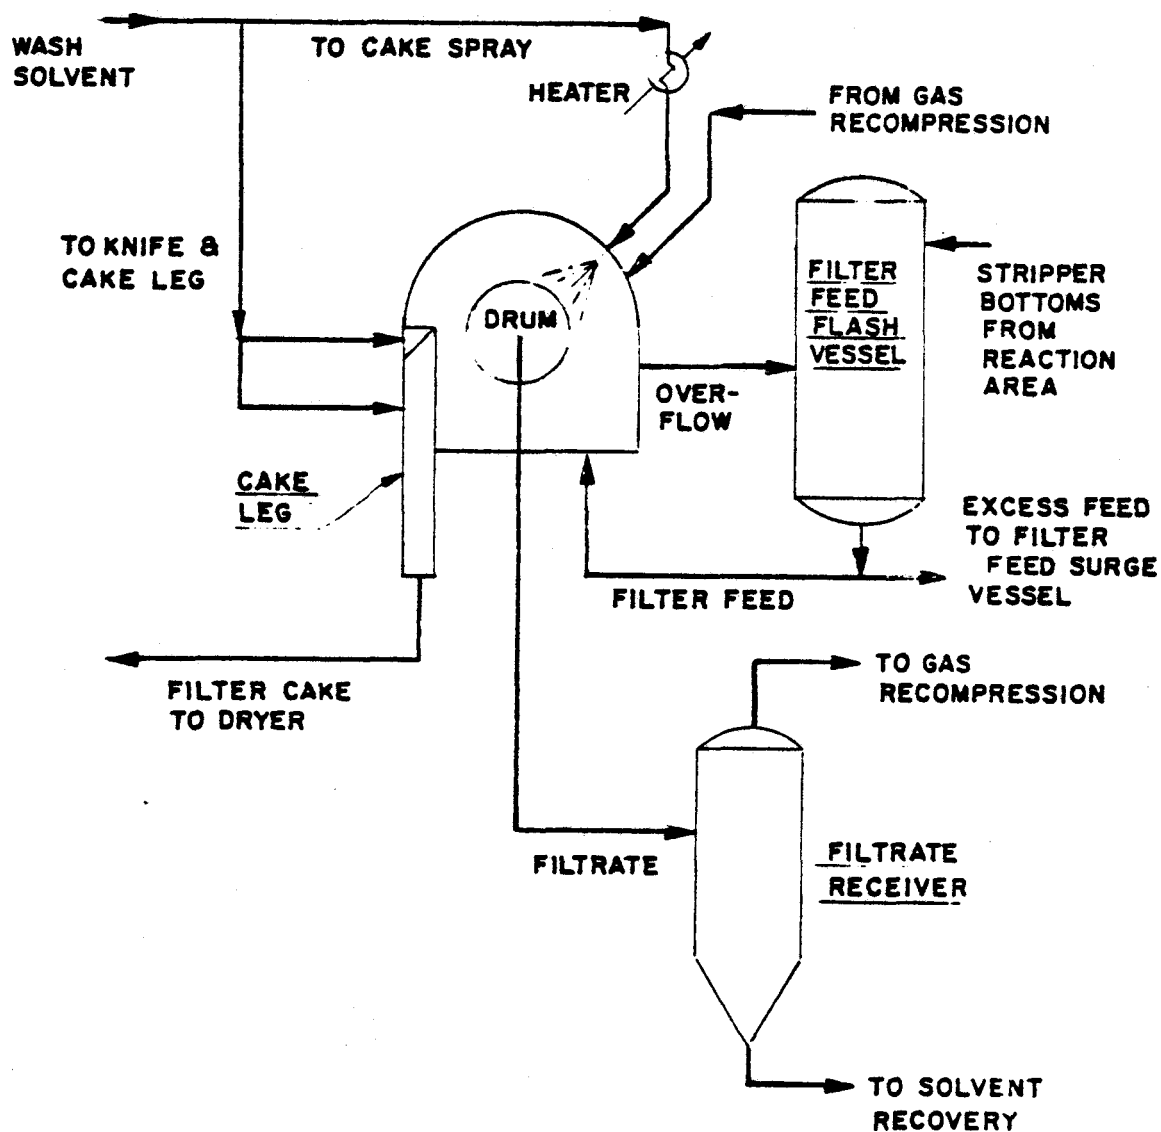 WASH
SOLVENT
TO CAKE SPRAY
HEATER
FROM GAS
RECOMPRESSION
TO KNIFE &
CAKE LEG
DRUM
FILTER
FEED
FLASH
VESSEL
STRIPPER
BOTTOMS
FROM
REACTION
AREA
OVER-
FLOW
CAKE
LEG
EXCESS FEED
TO FILTER
FEED SURGE
VESSEL
FILTER FEED
FILTER CAKE
TO DRYER
TO GAS
RECOMPRESSION
FILTRATE
FILTRATE
RECEIVER
TO SOLVENT
RECOVERY